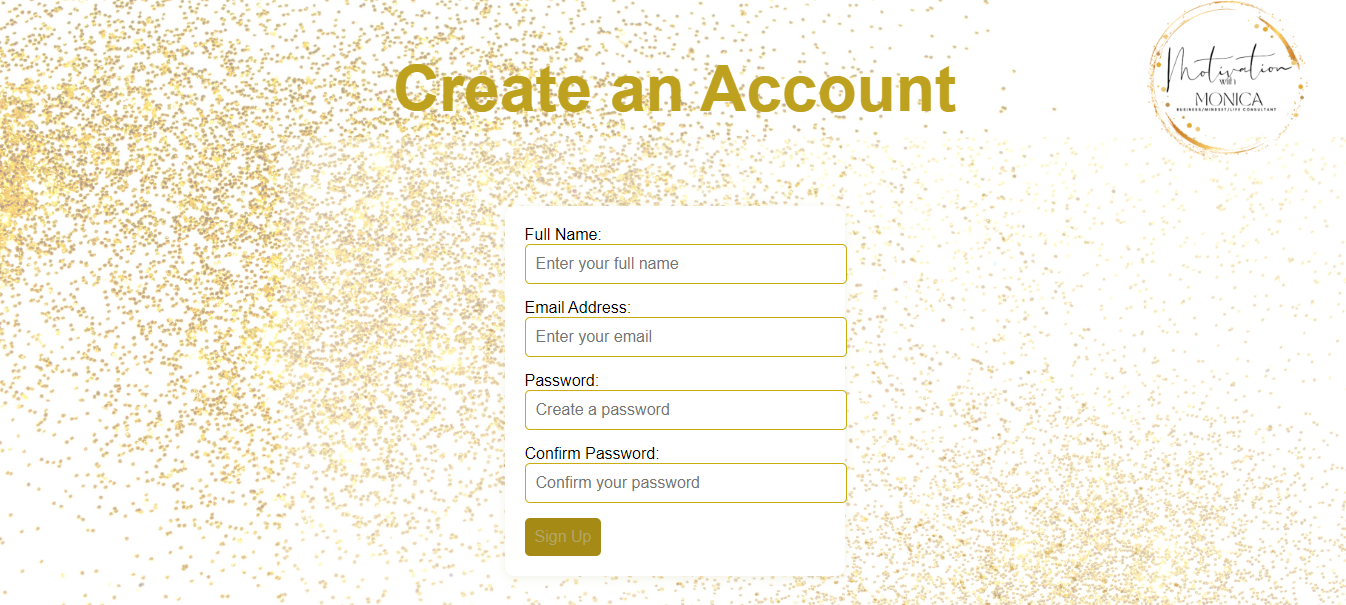 Create an Account
Motivation
with
MONICA
BUSINESS/MINDSET/LIFE CONSULTANT
Full Name:
Enter your full name
Email Address:
Enter your email
Password:
Create a password
Confirm Password:
Confirm your password
Sign Up